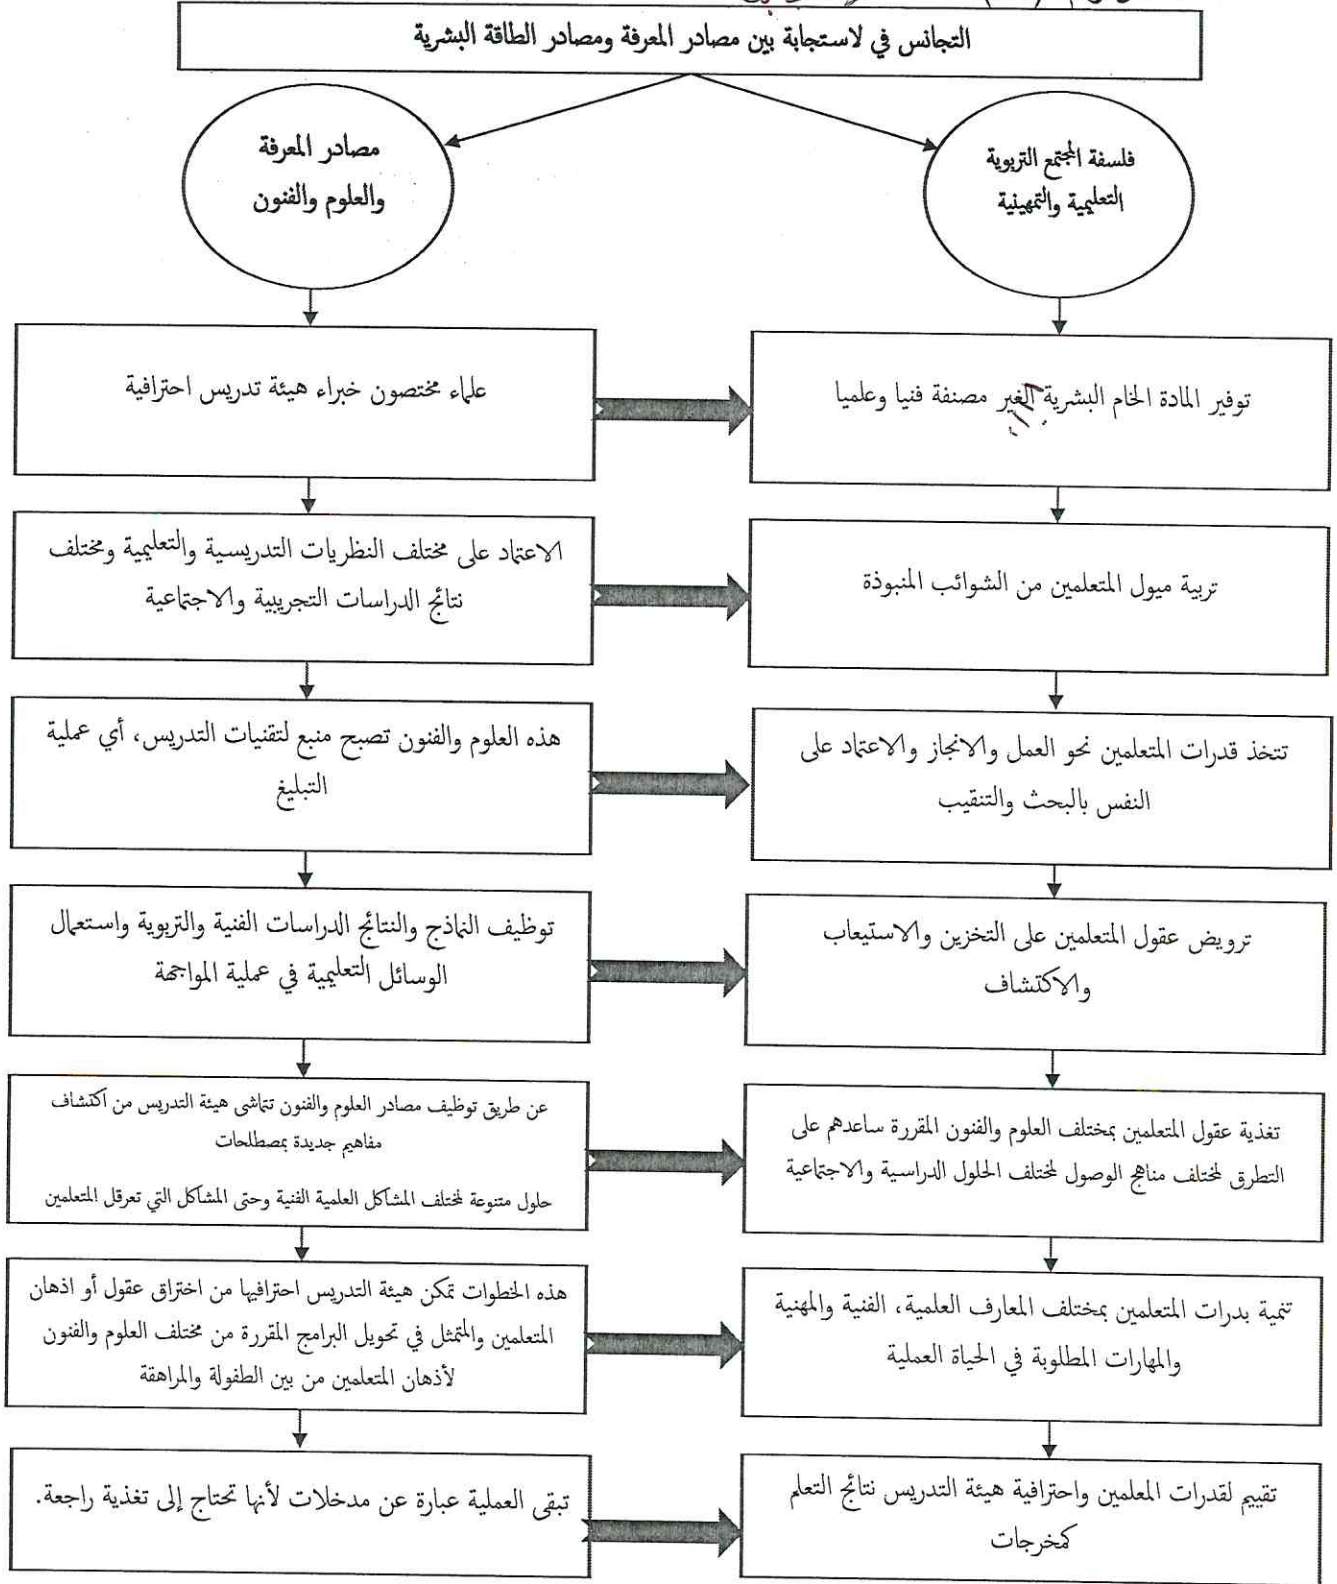 التجانس في لاستجابة بين مصادر المعرفة ومصادر الطاقة البشرية
فلسفة المجتمع التربوية
التعليمية والتمهينية
مصادر المعرفة
والعلوم والفنون
توفير المادة الخام البشرية الغير مصنفة فنيا وعلميا
علماء مختصون خبراء هيئة تدريس احترافية
تربية ميول المتعلمين من الشوائب المنبوذة
الاعتماد على مختلف النظريات التدريسية والتعليمية ومختلف
نتائج الدراسات التجريبية والاجتماعية
تتخذ قدرات المتعلمين نحو العمل والانجاز والاعتماد على
النفس بالبحث والتنقيب
هذه العلوم والفنون تصبح منبع لتقنيات التدريس، أي عملية
التبليغ
ترويض عقول المتعلمين على التخزين والاستيعاب
والاكتشاف
توظيف النماذج والنتائج الدراسات الفنية والتربوية واستعمال
الوسائل التعليمية في عملية المواجهة
تغذية عقول المتعلمين بمختلف العلوم والفنون المقررة ساعدهم على
التطرق لمختلف مناهج الوصول لمختلف الحلول الدراسية والاجتماعية
عن طريق توظيف مصادر العلوم والفنون تتماشى هيئة التدريس من اكتشاف
مفاهيم جديدة بمصطلحات
حلول متنوعة لمختلف المشاكل العلمية الفنية وحتى المشاكل التي تعرقل المتعلمين
تنمية بدرات المتعلمين بمختلف المعارف العلمية، الفنية والمهنية
والمهارات المطلوبة في الحياة العملية
هذه الخطوات تمكن هيئة التدريس احترافيها من اختراق عقول أو اذهان
المتعلمين والمتمثل في تحويل البرامج المقررة من مختلف العلوم والفنون
لأذهان المتعلمين من بين الطفولة والمراهقة
تقييم لقدرات المعلمين واحترافية هيئة التدريس نتائج التعلم
كمخرجات
تبقى العملية عبارة عن مدخلات لأنها تحتاج إلى تغذية راجعة.